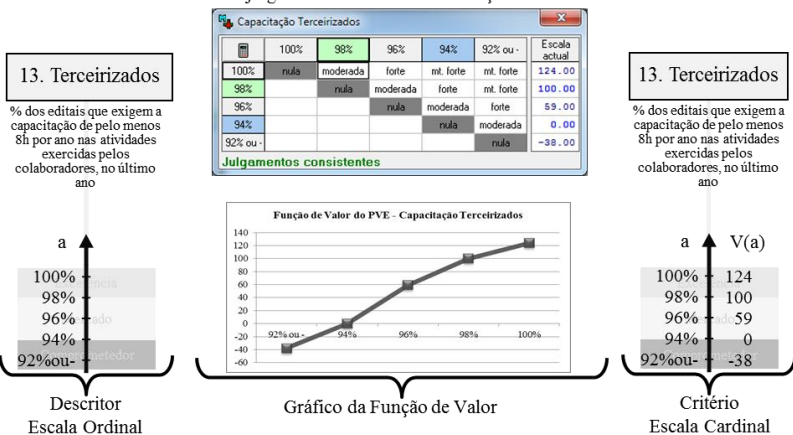 Capacitação Terceirizados
100% 98% 96% 94% 92% ou - Escala actual
100% nula moderada forte mt. forte mt. forte 124.00
98% nula moderada forte mt. forte 100.00
96% nula moderada forte 59.00
94% nula moderada 0.00
92% ou - nula -38.00
Julgamentos consistentes
13. Terceirizados
% dos editais que exigem a
capacitação de pelo menos
8h por ano nas atividades
exercidas pelos
colaboradores, no último
ano
a
100%
98%
96%
94%
92%ou-
Descritor
Escala Ordinal
Função de Valor do PVE - Capacitação Terceirizados
140
120
100
80
60
40
20
0
-20
-40
-60
92% ou - 94% 96% 98% 100%
Gráfico da Função de Valor
13. Terceirizados
% dos editais que exigem a
capacitação de pelo menos
8h por ano nas atividades
exercidas pelos
colaboradores, no último
ano
a V(a)
100% 124
98% 100
96% 59
94% 0
92%ou- -38
Critério
Escala Cardinal